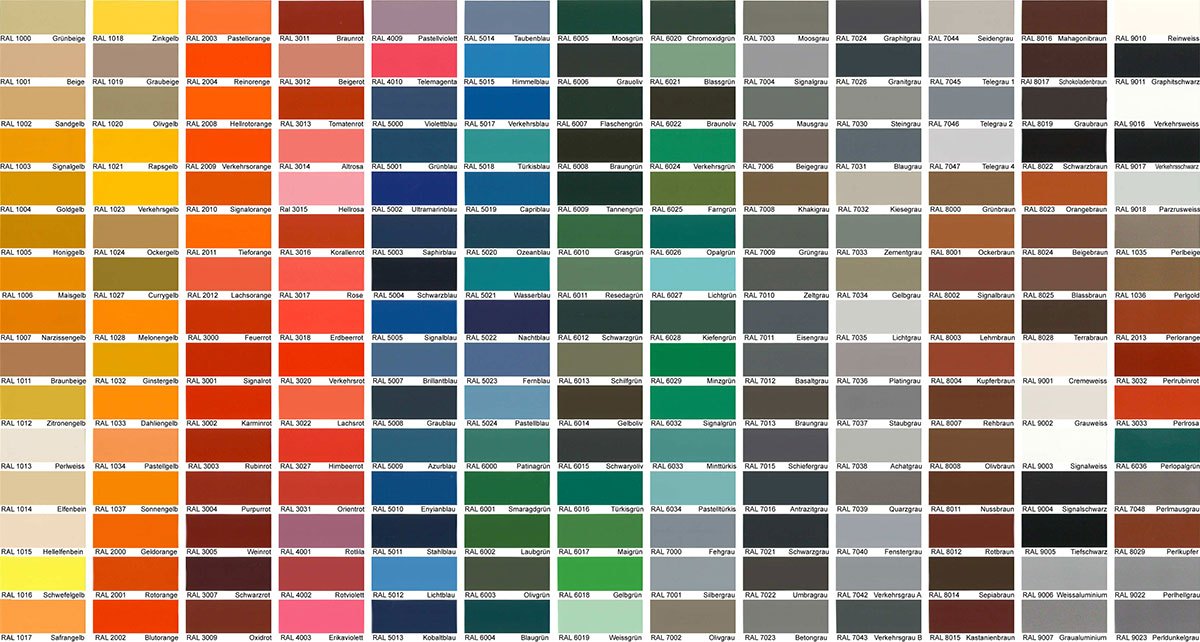 RAL 1000 Grünbeige RAL 1018 Zinkgelb RAL 2003 Pastellorange RAL 3011 Braunrot RAL 4009 Pastellviolett RAL 5014 Taubenblau RAL 6005 Moosgrün RAL 6020 Chromoxidgrün RAL 7003 Moosgrau RAL 7024 Graphitgrau RAL 7044 Seidengrau RAL 8016 Mahagonibraun RAL 9010 Reinweiss
RAL 1001 Beige RAL 1019 Graubeige RAL 2004 Reinorenge RAL 3012 Beigerot RAL 4010 Telemagenta RAL 5015 Himmelblau RAL 6006 Grauoliv RAL 6021 Blassgrün RAL 7004 Signalgrau RAL 7026 Granitgrau RAL 7045 Telegrau 1 RAl 8017 Schokoladenbraun RAL 9011 Graphitschwarz
RAL 1002 Sandgelb RAL 1020 Olivgelb RAL 2008 Hellrotorange RAL 3013 Tomatenrot RAL 5000 Violettblau RAL 5017 Verkehrsblau RAL 6007 Flaschengrün RAL 6022 Braunoliv RAL 7005 Mausgrau RAL 7030 Steingrau RAL 7046 Telegrau 2 RAL 8019 Graubraun RAL 9016 Verkehrsweiss
RAL 1003 Signalgelb RAL 1021 Rapsgelb RAL 2009 Verkehrsorange RAL 3014 Altrosa RAL 5001 Grünblau RAL 5018 Türkisblau RAL 6008 Braungrün RAL 6024 Verkehrsgrün RAL 7006 Beigegrau RAL 7031 Blaugrau RAL 7047 Telegrau 4 RAL 8022 Schwarzbraun RAL 9017 Verkehrsschwarz
RAL 1004 Goldgelb RAL 1023 Verkehrsgelb RAL 2010 Signalorange Ral 3015 Hellrosa RAL 5002 Ultramarinblau RAL 5019 Capriblau RAL 6009 Tannengrün RAL 6025 Farngrün RAL 7008 Khakigrau RAL 7032 Kiesegrau RAL 8000 Grünbraun RAL 8023 Orangebraun RAL 9018 Parzrusweiss
RAL 1005 Honiggelb RAL 1024 Ockergelb RAL 2011 Tieforange RAL 3016 Korallenrot RAL 5003 Saphirblau RAL 5020 Ozeanblau RAL 6010 Grasgrün RAL 6026 Opalgrün RAL 7009 Grüngrau RAL 7033 Zementgrau RAL 8001 Ockerbraun RAL 8024 Beigebraun RAL 1035 Perlbeige
RAL 1006 Maisgelb RAL 1027 Currygelb RAL 2012 Lachsorange RAL 3017 Rose RAL 5004 Schwarzblau RAL 5021 Wasserblau RAL 6011 Resedagrün RAL 6027 Lichtgrün RAL 7010 Zeltgrau RAL 7034 Gelbgrau RAL 8002 Signalbraun RAL 8025 Blassbraun RAL 1036 Perlgold
RAL 1007 Narzissengelb RAL 1028 Melonengelb RAL 3000 Feuerrot RAL 3018 Erdbeerrot RAL 5005 Signalblau RAL 5022 Nachtblau RAL 6012 Schwarzgrün RAL 6028 Kiefengrün RAL 7011 Eisengrau RAL 7035 Lichtgrau RAL 8003 Lehmbraun RAL 8028 Terrabraun RAL 2013 Perlorange
RAL 1011 Braunbeige RAL 1032 Ginstergelb RAL 3001 Signalrot RAL 3020 Verkehrsrot RAL 5007 Brillantblau RAL 5023 Fernblau RAL 6013 Schilfgrün RAL 6029 Minzgrün RAL 7012 Basaltgrau RAL 7036 Platingrau RAL 8004 Kupferbraun RAL 9001 Cremeweiss RAL 3032 Perlrubinrot
RAL 1012 Zitronengelb RAL 1033 Dahliengelb RAL 3002 Karminrot RAL 3022 Lachsrot RAL 5008 Graublau RAL 5024 Pastellblau RAL 6014 Gelboliv RAL 6032 Signalgrün RAL 7013 Braungrau RAL 7037 Staubgrau RAL 8007 Rehbraun RAL 9002 Grauweiss RAL 3033 Perlrosa
RAL 1013 Perlweiss RAL 1034 Pastellgelb RAL 3003 Rubinrot RAL 3027 Himbeerrot RAL 5009 Azurblau RAL 6000 Patinagrün RAL 6015 Schwaryoliv RAL 6033 Minttürkis RAL 7015 Schiefergrau RAL 7038 Achatgrau RAL 8008 Olivbraun RAL 9003 Signalweiss RAL 6036 Perlopalgrün
RAL 1014 Elfenbein RAL 1037 Sonnengelb RAL 3004 Purpurrot RAL 3031 Orientrot RAL 5010 Enyianblau RAL 6001 Smaragdgrün RAL 6016 Türkisgrün RAL 6034 Pastelltürkis RAL 7016 Antrazitgrau RAL 7039 Quarzgrau RAL 8011 Nussbraun RAL 9004 Signalschwarz RAL 7048 Perlmausgrau
RAL 1015 Hellelfenbein RAL 2000 Geldorange RAL 3005 Weinrot RAL 4001 Rotlila RAL 5011 Stahlblau RAL 6002 Laubgrün RAL 6017 Maigrün RAL 7000 Fehgrau RAL 7021 Schwarzgrau RAL 7040 Fenstergrau RAL 8012 Rotbraun RAL 9005 Tiefschwarz RAL 8029 Perlkupfer
RAL 1016 Schwefelgelb RAL 2001 Rotorange RAL 3007 Schwarzrot RAL 4002 Rotviolett RAL 5012 Lichtblau RAL 6003 Olivgrün RAL 6018 Gelbgrün RAL 7001 Silbergrau RAL 7022 Umbragrau RAL 7042 Verkehrsgrau A RAL 8014 Sepiabraun RAL 9006 Weissaluminium RAL 9022 Perlhellgrau
RAL 1017 Safrangelb RAL 2002 Blutorange RAL 3009 Oxidrot RAL 4003 Erikaviolett RAL 5013 Kobaltblau RAL 6004 Blaugrün RAL 6019 Weissgrün RAL 7002 Olivgrau RAL 7023 Betongrau RAL 7043 Verkehrsgrau B RAL 8015 Kastanienbraun RAL 9007 Graualuminium RAL 9023 Perldunkelgrau